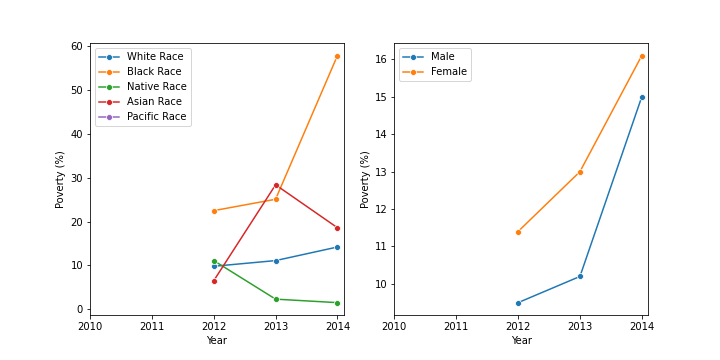 60
50
40
30
20
10
0
Poverty (%)
White Race
Black Race
Native Race
Asian Race
Pacific Race
2010 2011 2012 2013 2014
Year
16
15
14
13
12
11
10
Poverty (%)
Male
Female
2010 2011 2012 2013 2014
Year